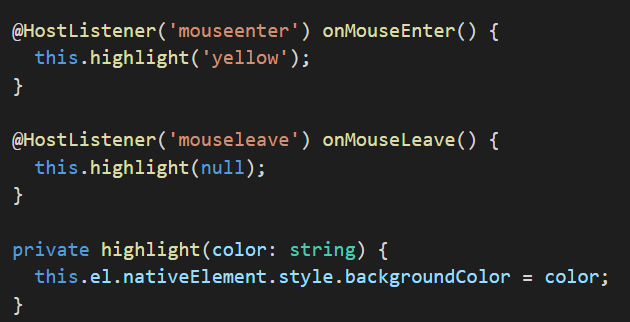 @HostListener('mouseenter') onMouseEnter() {
  this.highlight('yellow');
}

@HostListener('mouseleave') onMouseLeave() {
  this.highlight(null);
}

private highlight(color: string) {
  this.el.nativeElement.style.backgroundColor = color;
}